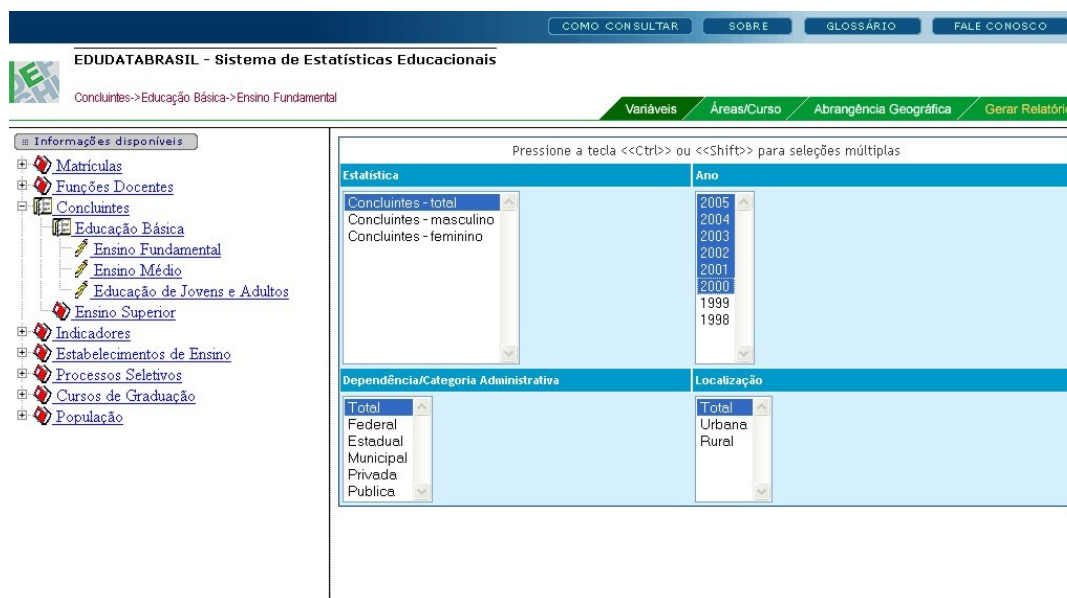 COMO CONSULTAR
SOBRE
GLOSSÁRIO
FALE CONOSCO
EDUDATABRASIL - Sistema de Estatísticas Educacionais
Concluintes->Educação Básica->Ensino Fundamental
Variáveis
Áreas/Curso
Abrangência Geográfica
Gerar Relatóri
Informações disponíveis
Matrículas
Funções Docentes
Concluintes
Educação Básica
Ensino Fundamental
Ensino Médio
Educação de Jovens e Adultos
Ensino Superior
Indicadores
Estabelecimentos de Ensino
Processos Seletivos
Cursos de Graduação
População
Pressione a tecla <<Ctrl>> ou <<Shift>> para seleções múltiplas
Estatística
Concluintes - total
Concluintes - masculino
Concluintes - feminino
Ano
2005
2004
2003
2002
2001
2000
1999
1998
Dependência/Categoria Administrativa
Total
Federal
Estadual
Municipal
Privada
Publica
Localização
Total
Urbana
Rural